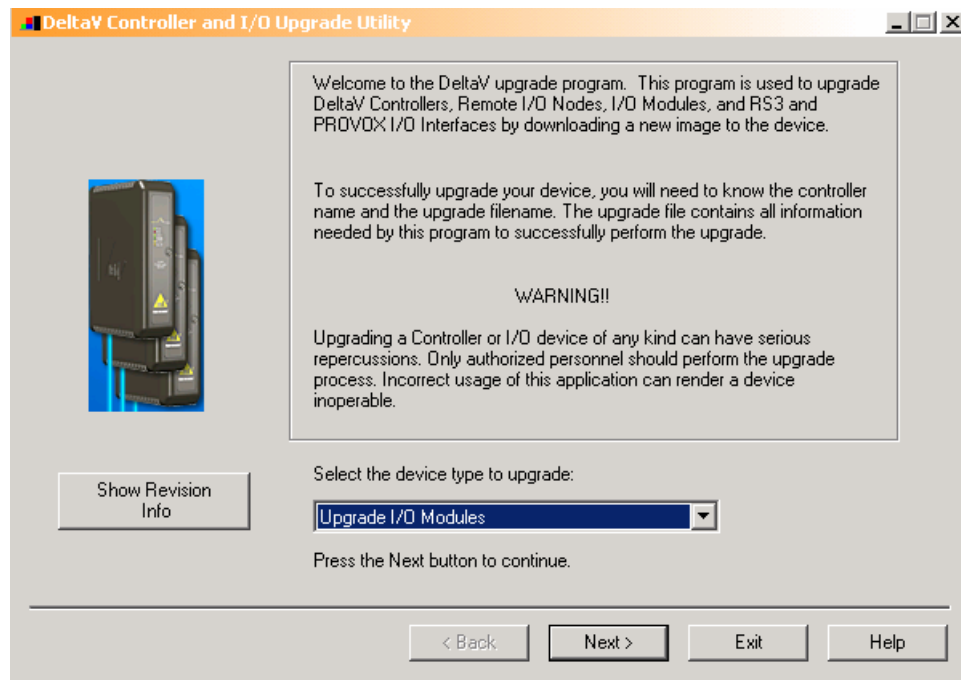 DeltaV Controller and I/O Upgrade Utility
Welcome to the DeltaV upgrade program. This program is used to upgrade
DeltaV Controllers, Remote I/O Nodes, I/O Modules, and RS3 and
PROVOX I/O Interfaces by downloading a new image to the device.
To successfully upgrade your device, you will need to know the controller
name and the upgrade filename. The upgrade file contains all information
needed by this program to successfully perform the upgrade.
WARNING!!
Upgrading a Controller or I/O device of any kind can have serious
repercussions. Only authorized personnel should perform the upgrade
process. Incorrect usage of this application can render a device
inoperable.
Show Revision
Info
Select the device type to upgrade:
Upgrade I/O Modules
Press the Next button to continue.
< Back
Next >
Exit
Help